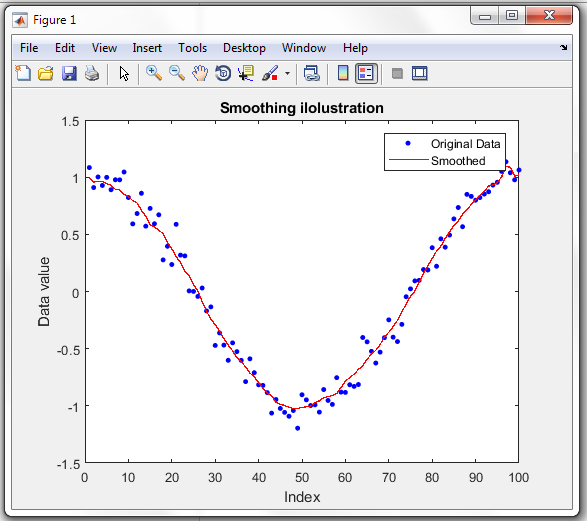 Figure 1
File Edit View Insert Tools Desktop Window Help
Smoothing ilolustration
Original Data
Smoothed
1.5
1
0.5
0
-0.5
-1
-1.5
Data value
0 10 20 30 40 50 60 70 80 90 100
Index